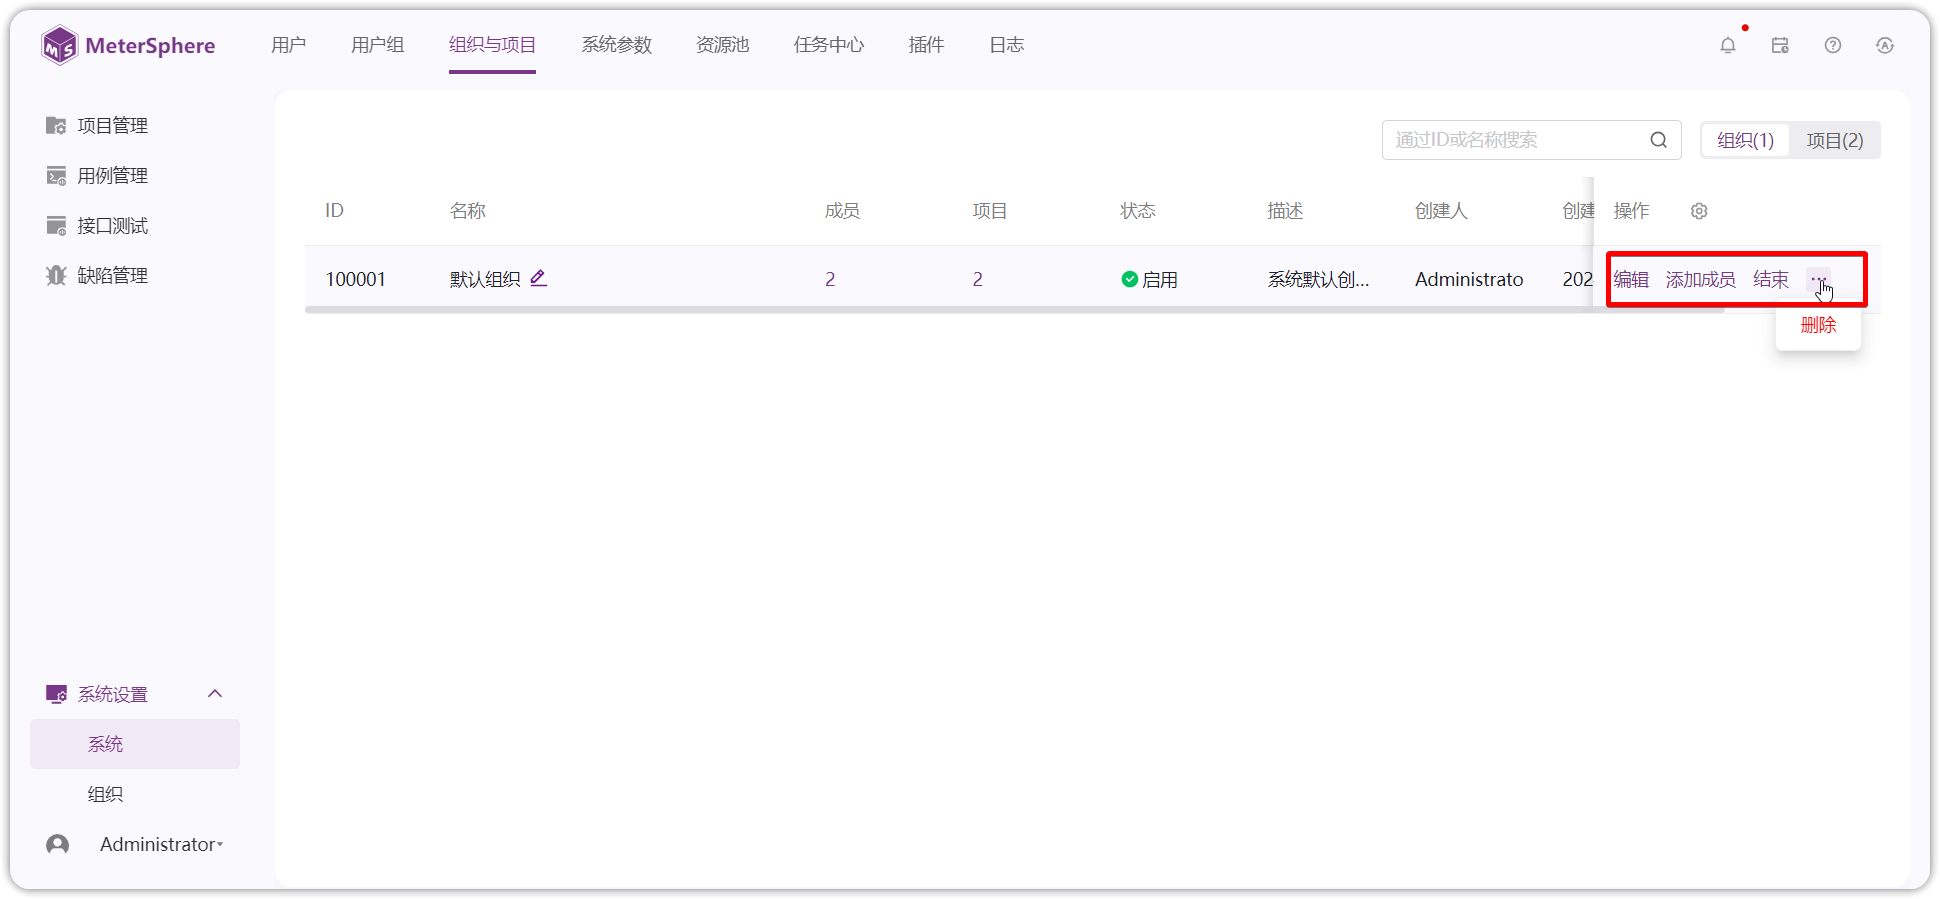 MeterSphere 用户 用户组 组织与项目 系统参数 资源池 任务中心 插件 日志
项目管理
用例管理
接口测试
缺陷管理
通过ID或名称搜索 组织(1) 项目(2)
ID 名称 成员 项目 状态 描述 创建人 创建 操作
100001 默认组织 2 2 启用 系统默认创... Administrato 202 编辑 添加成员 结束 ...
删除
系统设置
系统
组织
Administrator